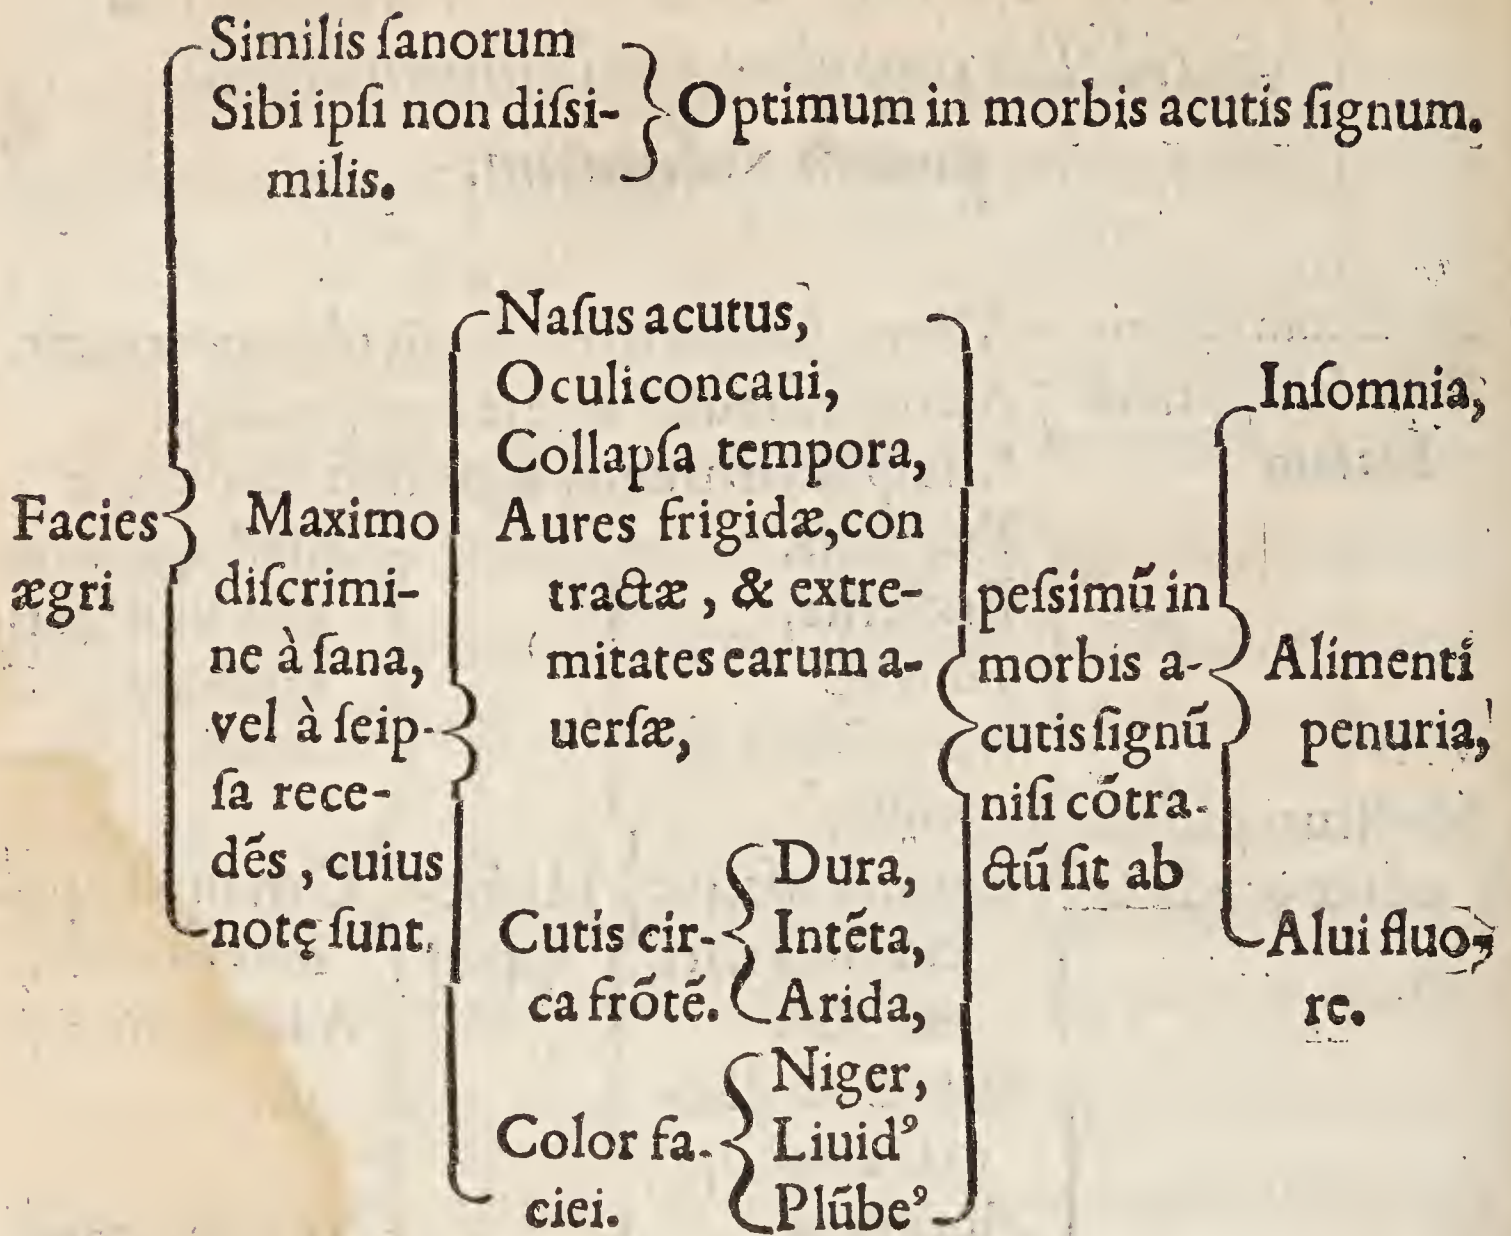 Similis ſanorum
Sibi ipſi non diſsi-
milis.
Optimum in morbis acutis ſignum.
Facies
ægri
Maximo
diſcrimi-
ne à ſana,
vel à ſeip-
ſa rece-
dẽs, cuius
notę ſunt.
Naſus acutus,
Oculi concaui,
Collapſa tempora,
Aures frigidæ, con
tractæ, & extre-
mitates earum a-
uerſæ,
Cutis cir-
ca frõtẽ.
Dura,
Intẽta,
Arida,
Color fa-
ciei.
Niger,
Liuidꝰ
Plũbeꝰ
peſsimũ in
morbis a-
cutis ſignũ
niſi cõtra-
ctũ ſit ab
Inſomnia,
Alimenti
penuria,
Alui fluo-
re.